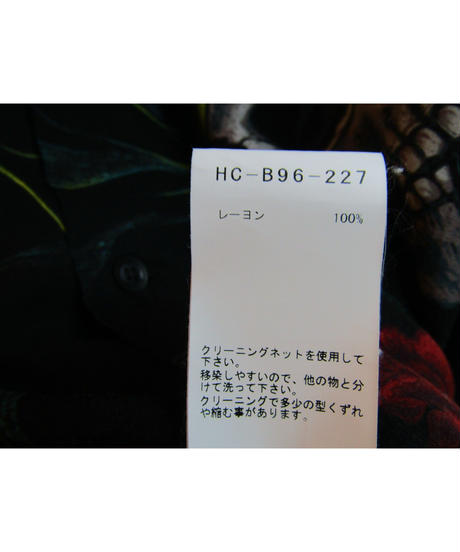 HC-B96-227
レーヨン 100%
クリーニングネットを使用して
下さい。
移染しやすいので、他の物と分
けて洗って下さい。
クリーニングで多少の型くずれ
や縮む事があります。